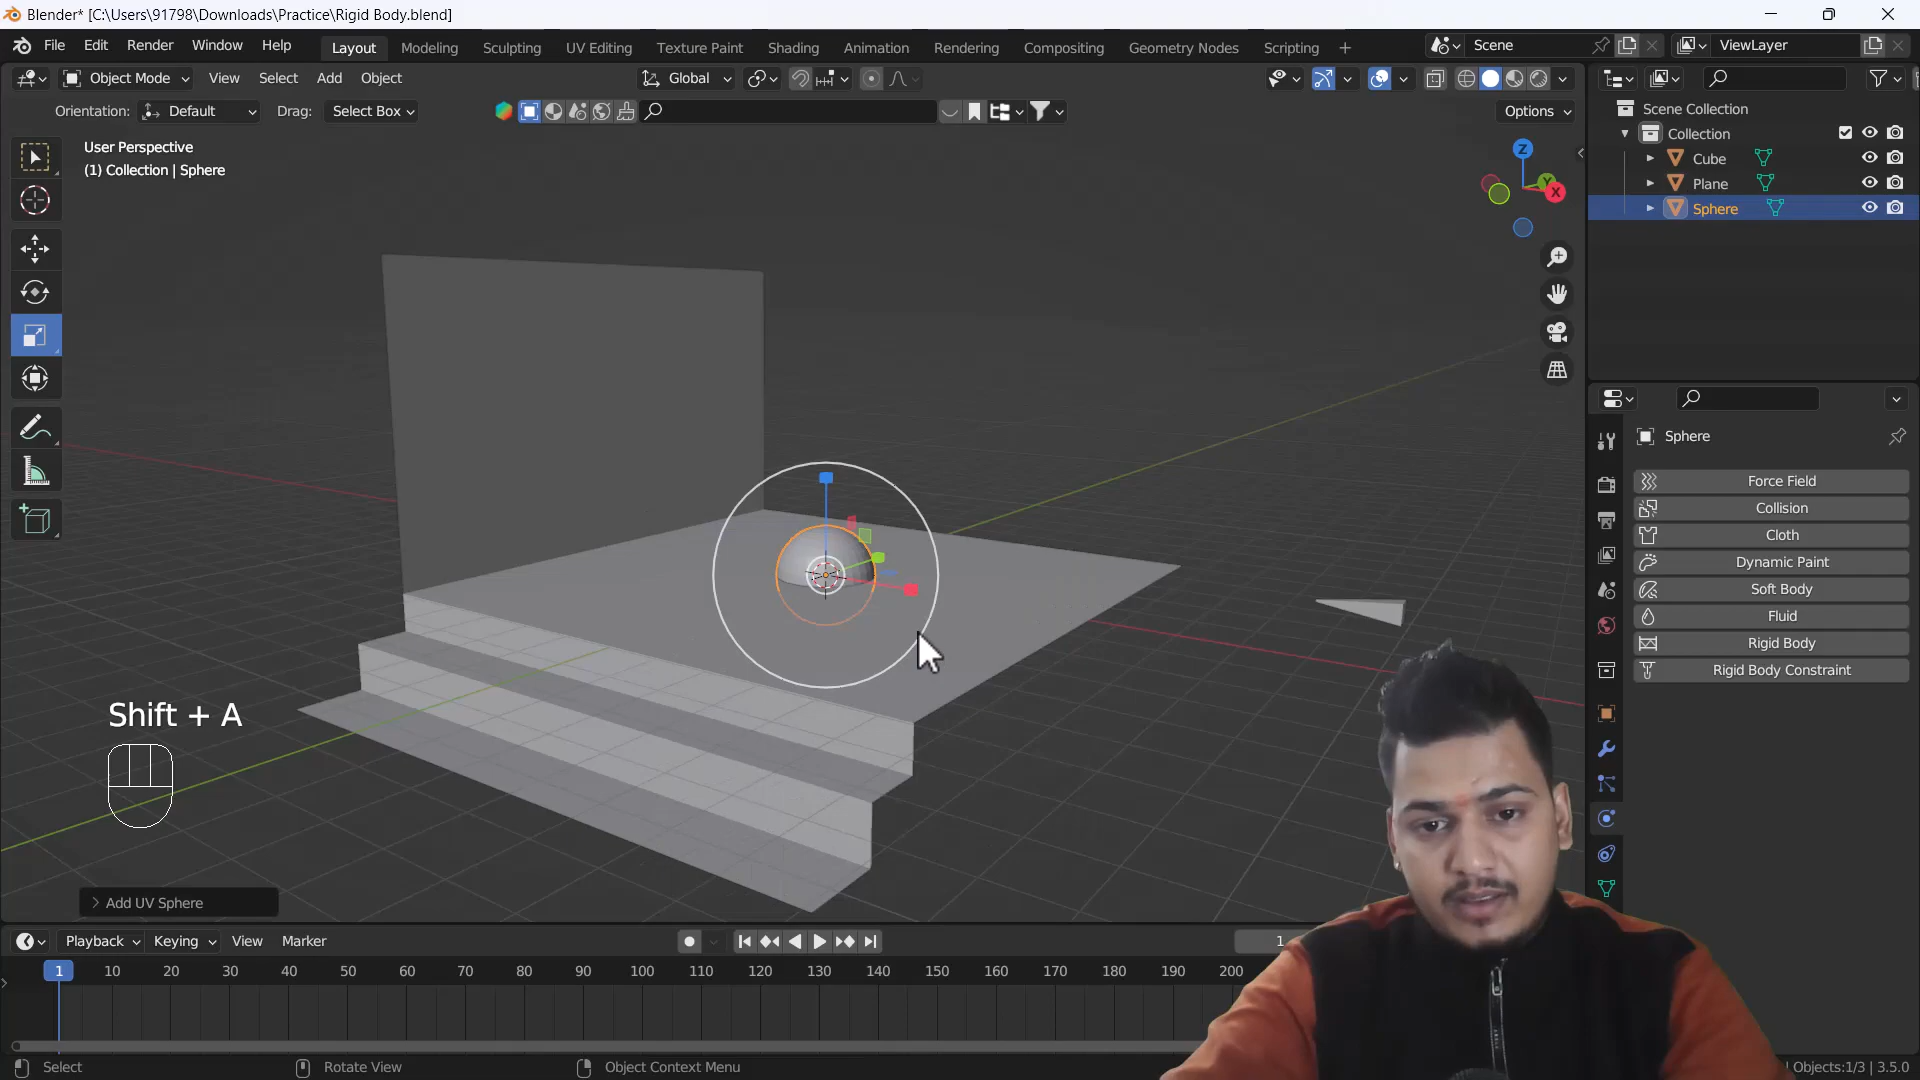 Blender* [C:\Users\91798\Downloads\Practice\Rigid Body.blend]
File Edit Render Window Help Layout Modeling Sculpting UV Editing Texture Paint Shading Animation Rendering Compositing Geometry Nodes Scripting + Scene ViewLayer
Object Mode View Select Add Object Global
Orientation: Default Drag: Select Box Options
User Perspective
(1) Collection | Sphere
Z
Y
X
Scene Collection
Collection
Cube
Plane
Sphere
Sphere
Force Field
Collision
Cloth
Dynamic Paint
Soft Body
Fluid
Rigid Body
Rigid Body Constraint
Shift + A
Add UV Sphere
Playback Keying View Marker 1
1 10 20 30 40 50 60 70 80 90 100 110 120 130 140 150 160 170 180 190 200
Select Rotate View Object Context Menu Objects:1/3 | 3.5.0